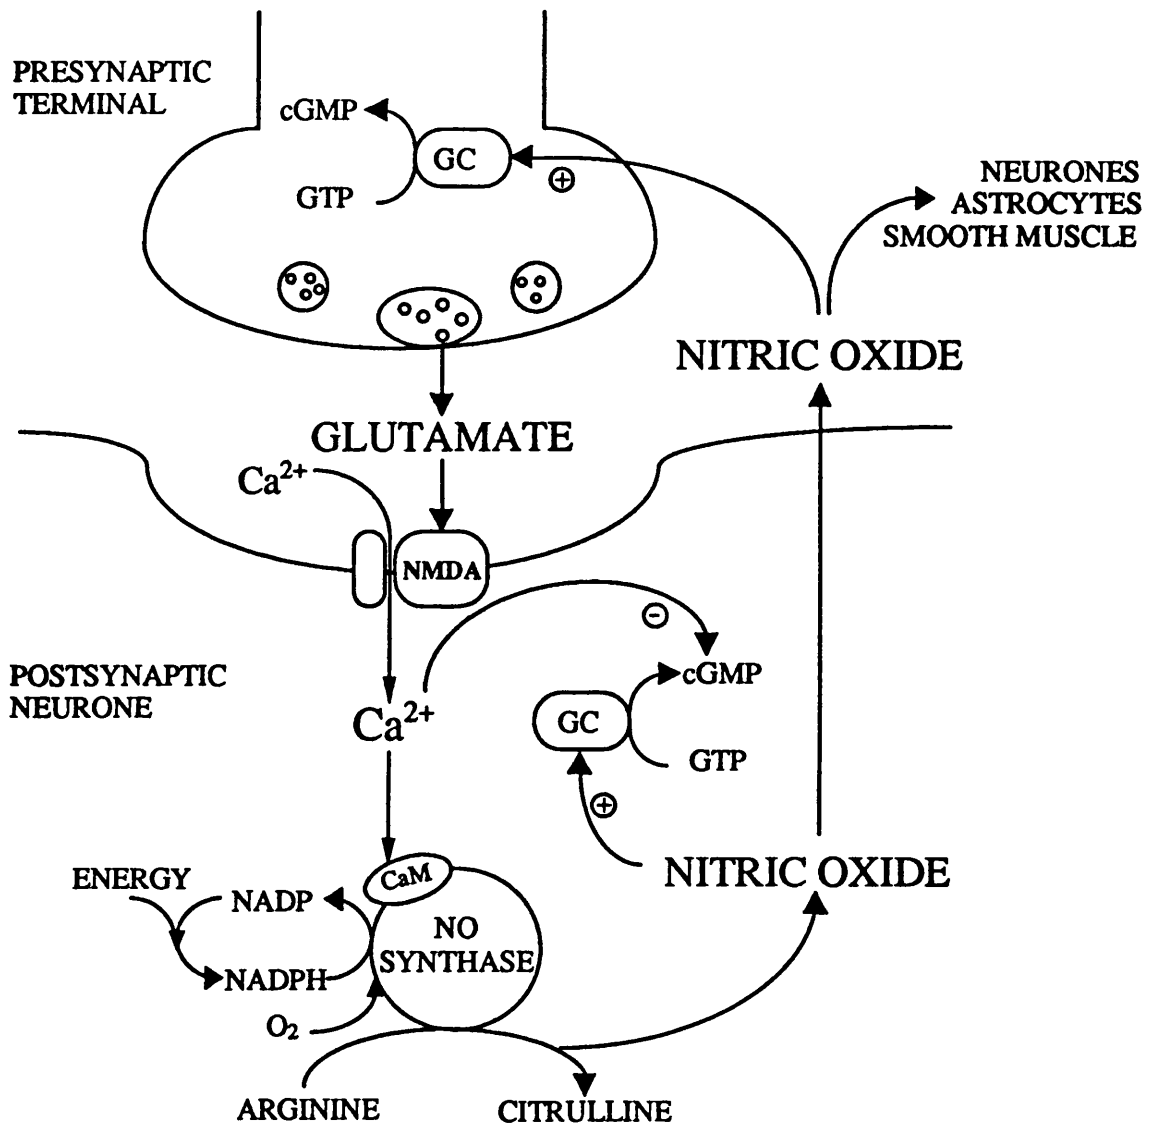 PRESYNAPTIC
TERMINAL
cGMP
GC
GTP
+
NEURONES
ASTROCYTES
SMOOTH MUSCLE
NITRIC OXIDE
GLUTAMATE
Ca²⁺
NMDA
-
POSTSYNAPTIC
NEURONE
cGMP
Ca²⁺
GC
GTP
+
CaM
ENERGY
NADP
NO
SYNTHASE
NITRIC OXIDE
NADPH
O₂
ARGININE
CITRULLINE